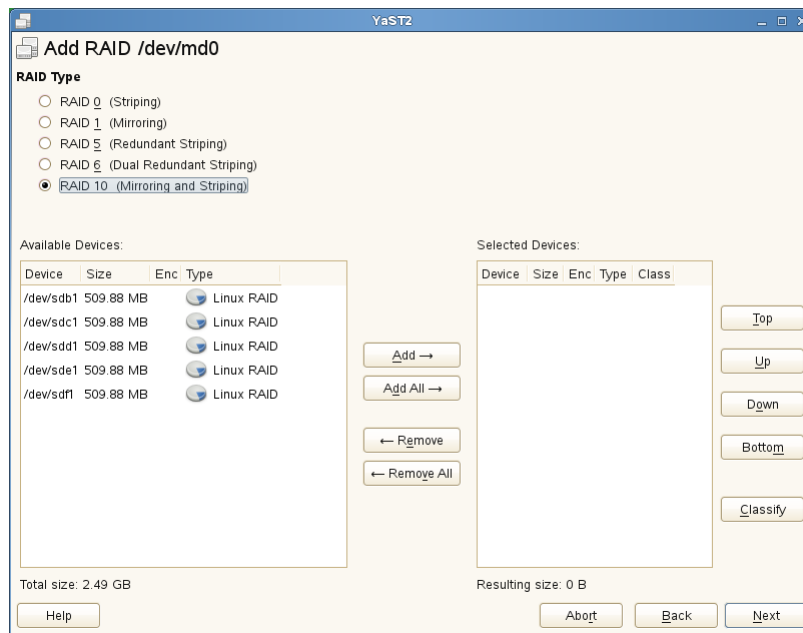 YaST2
Add RAID /dev/md0
RAID Type
RAID 0 (Striping)
RAID 1 (Mirroring)
RAID 5 (Redundant Striping)
RAID 6 (Dual Redundant Striping)
RAID 10 (Mirroring and Striping)
Available Devices:
Device Size Enc Type
/dev/sdb1 509.88 MB Linux RAID
/dev/sdc1 509.88 MB Linux RAID
/dev/sdd1 509.88 MB Linux RAID
/dev/sde1 509.88 MB Linux RAID
/dev/sdf1 509.88 MB Linux RAID
Total size: 2.49 GB
Add →
Add All →
← Remove
← Remove All
Selected Devices:
Device Size Enc Type Class
Resulting size: 0 B
Top
Up
Down
Bottom
Classify
Help
Abort
Back
Next